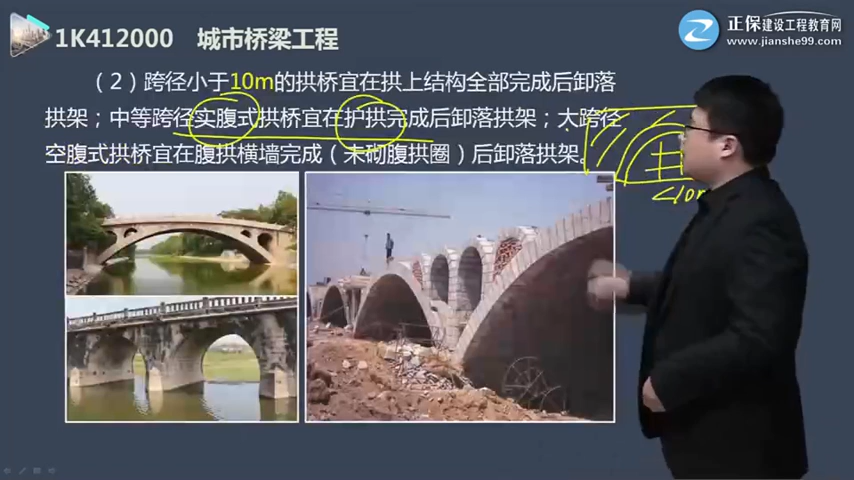 正保建设工程教育网
www.jianshe99.com
1K412000 城市桥梁工程
（2）跨径小于10m的拱桥宜在拱上结构全部完成后卸落
拱架；中等跨径实腹式拱桥宜在护拱完成后卸落拱架；大跨径
空腹式拱桥宜在腹拱横墙完成（未砌腹拱圈）后卸落拱架。
<10m